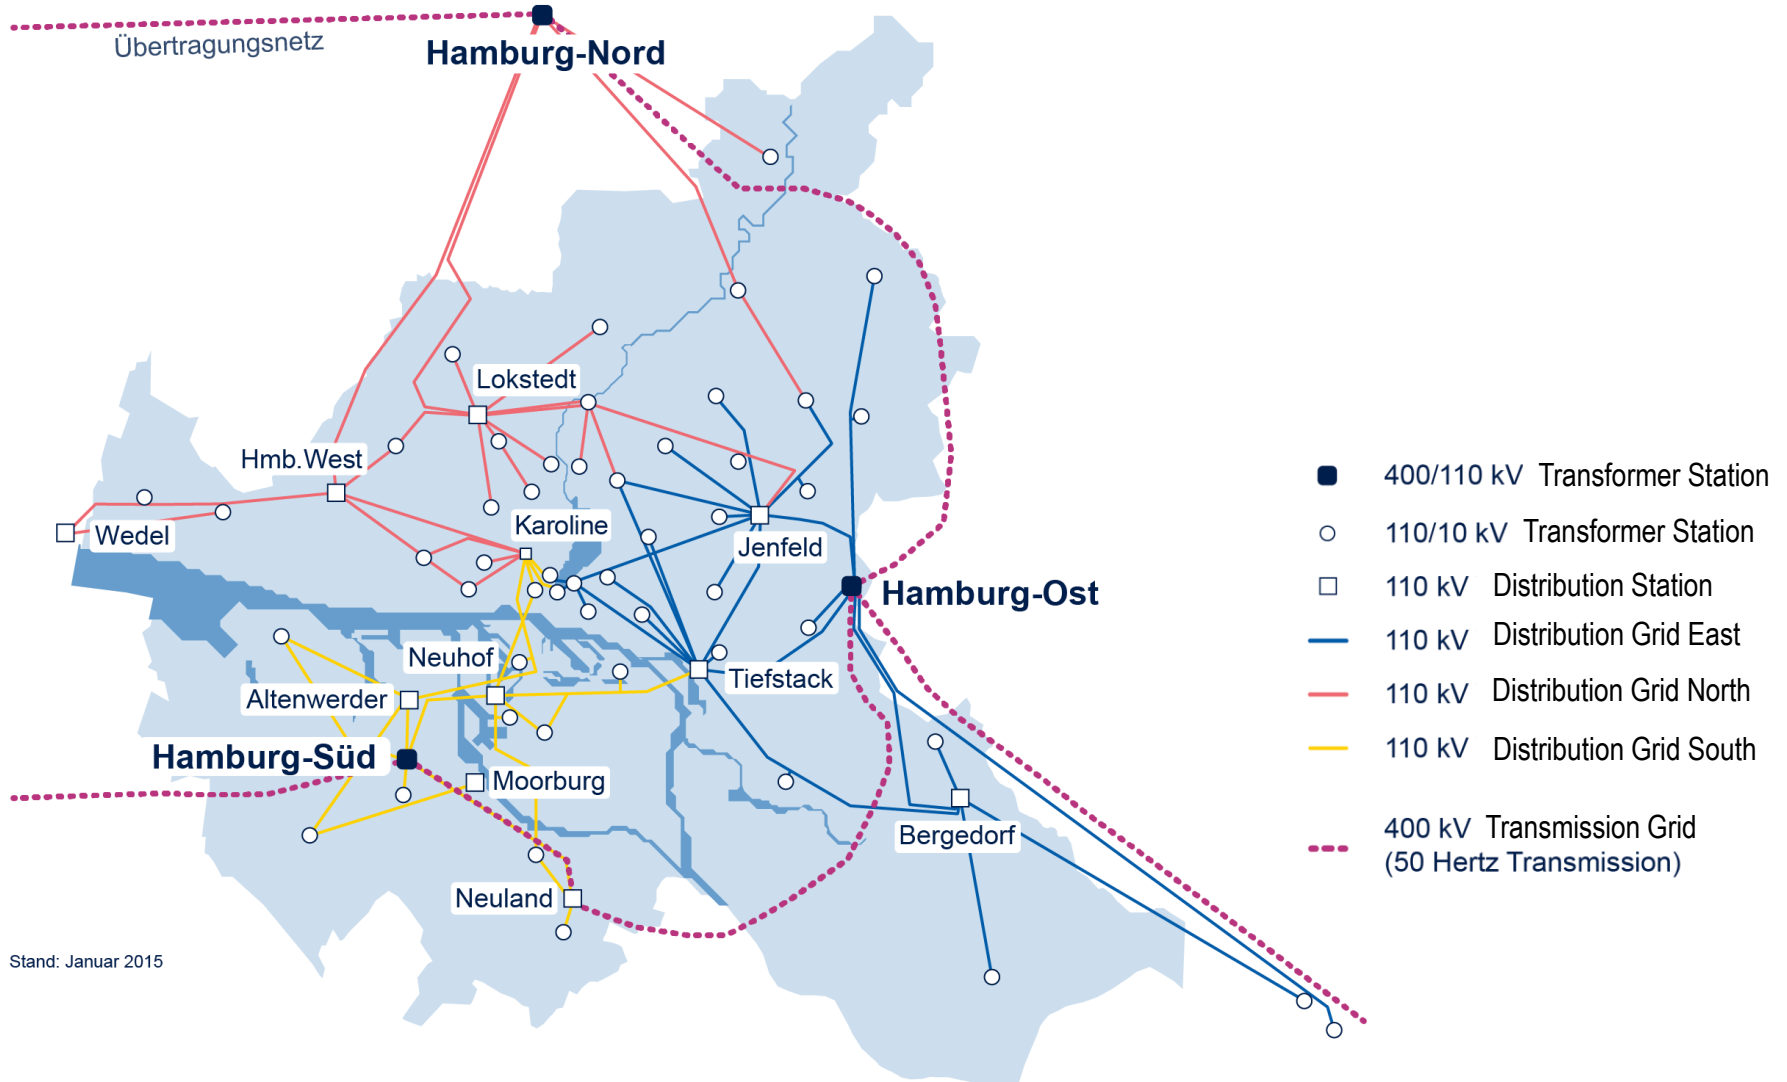 Übertragungsnetz
Hamburg-Nord
Lokstedt
Hmb.West
Karoline
Wedel
Jenfeld
Hamburg-Ost
Neuhof
Altenwerder
Tiefstack
Hamburg-Süd
Moorburg
Bergedorf
Neuland
Stand: Januar 2015
400/110 kV Transformer Station
110/10 kV Transformer Station
110 kV Distribution Station
110 kV Distribution Grid East
110 kV Distribution Grid North
110 kV Distribution Grid South
400 kV Transmission Grid
(50 Hertz Transmission)